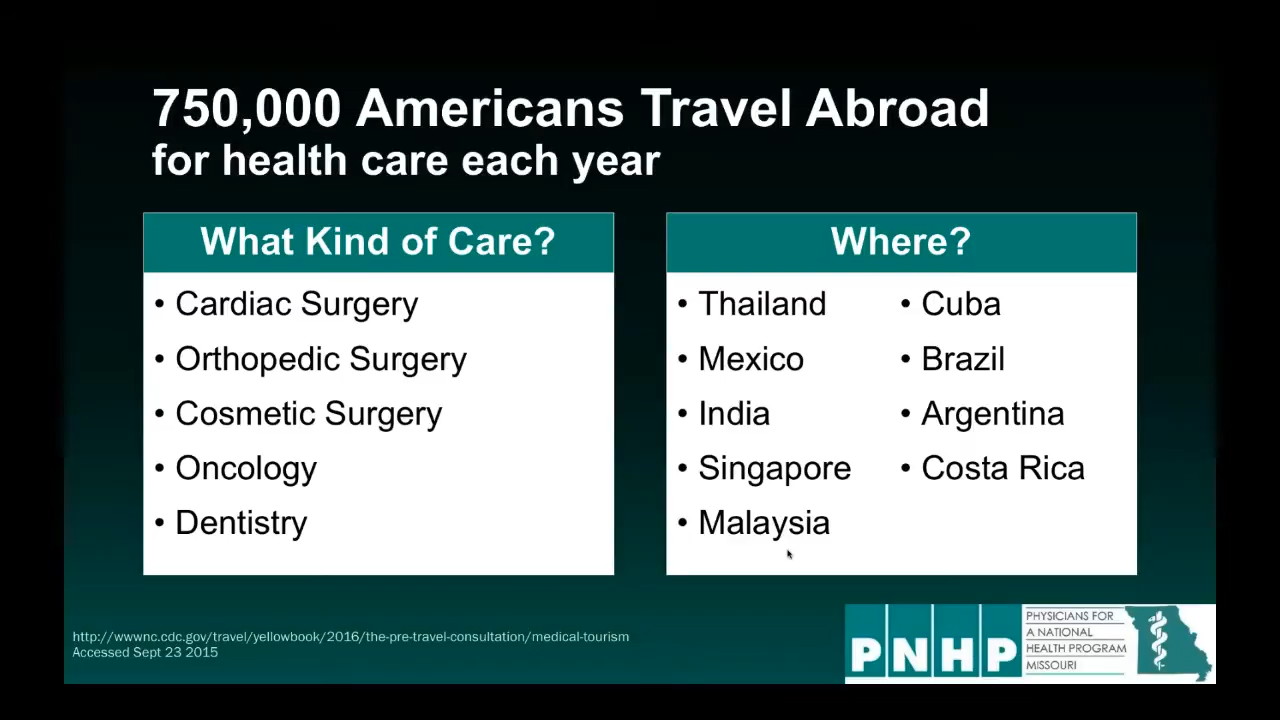 750,000 Americans Travel Abroad
for health care each year
What Kind of Care?
• Cardiac Surgery
• Orthopedic Surgery
• Cosmetic Surgery
• Oncology
• Dentistry
Where?
• Thailand
• Mexico
• India
• Singapore
• Malaysia
• Cuba
• Brazil
• Argentina
• Costa Rica
http://wwwnc.cdc.gov/travel/yellowbook/2016/the-pre-travel-consultation/medical-tourism
Accessed Sept 23 2015
PNHP
PHYSICIANS FOR
A NATIONAL
HEALTH PROGRAM
MISSOURI